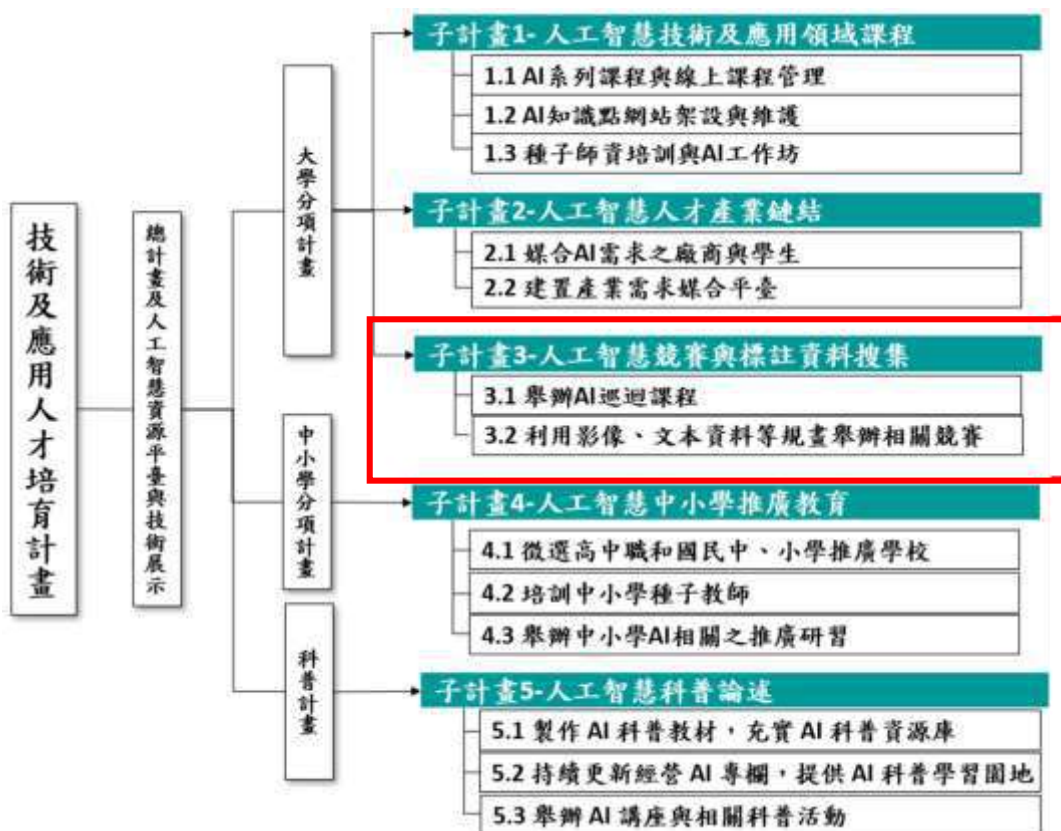 技術及應用人才培育計畫
總計畫及人工智慧資源平臺與技術展示
大學分項計畫
子計畫1-人工智慧技術及應用領域課程
1.1 AI系列課程與線上課程管理
1.2 AI知識點網站架設與維護
1.3 種子師資培訓與AI工作坊
子計畫2-人工智慧人才產業鏈結
2.1 媒合AI需求之廠商與學生
2.2 建置產業需求媒合平臺
子計畫3-人工智慧競賽與標註資料搜集
3.1 舉辦AI巡迴課程
3.2 利用影像、文本資料等規畫舉辦相關競賽
中小學分項計畫
子計畫4-人工智慧中小學推廣教育
4.1 徵選高中職和國民中、小學推廣學校
4.2 培訓中小學種子教師
4.3 舉辦中小學AI相關之推廣研習
科普計畫
子計畫5-人工智慧科普論述
5.1 製作 AI 科普教材，充實 AI 科普資源庫
5.2 持續更新經營 AI 專欄，提供 AI 科普學習園地
5.3 舉辦 AI 講座與相關科普活動